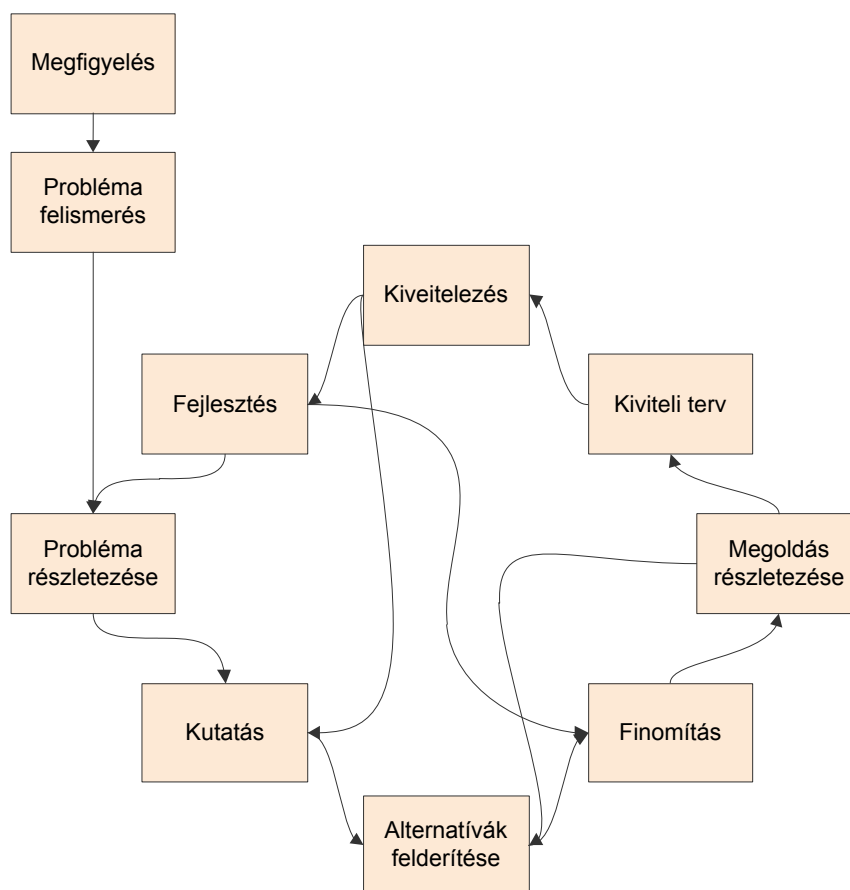 Megfigyelés
Probléma
felismerés
Kiveitelezés
Fejlesztés
Kiviteli terv
Probléma
részletezése
Megoldás
részletezése
Kutatás
Finomítás
Alternatívák
felderítése